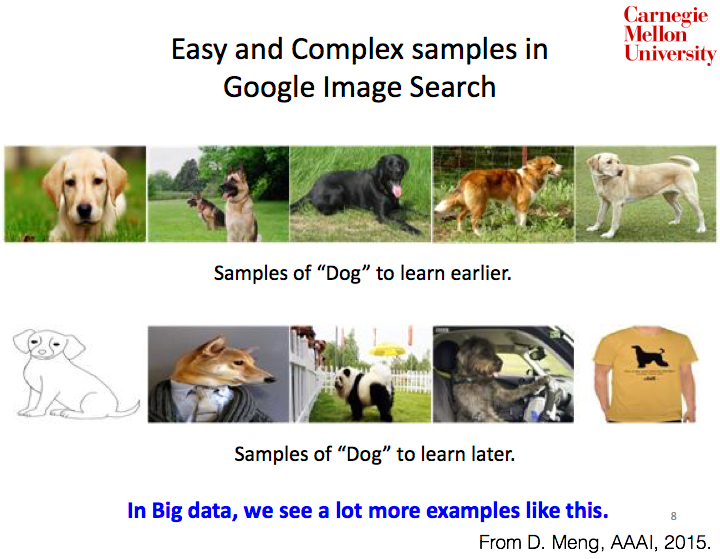 Carnegie
Mellon
University
Easy and Complex samples in
Google Image Search
Samples of “Dog” to learn earlier.
Samples of “Dog” to learn later.
In Big data, we see a lot more examples like this.
8
From D. Meng, AAAI, 2015.